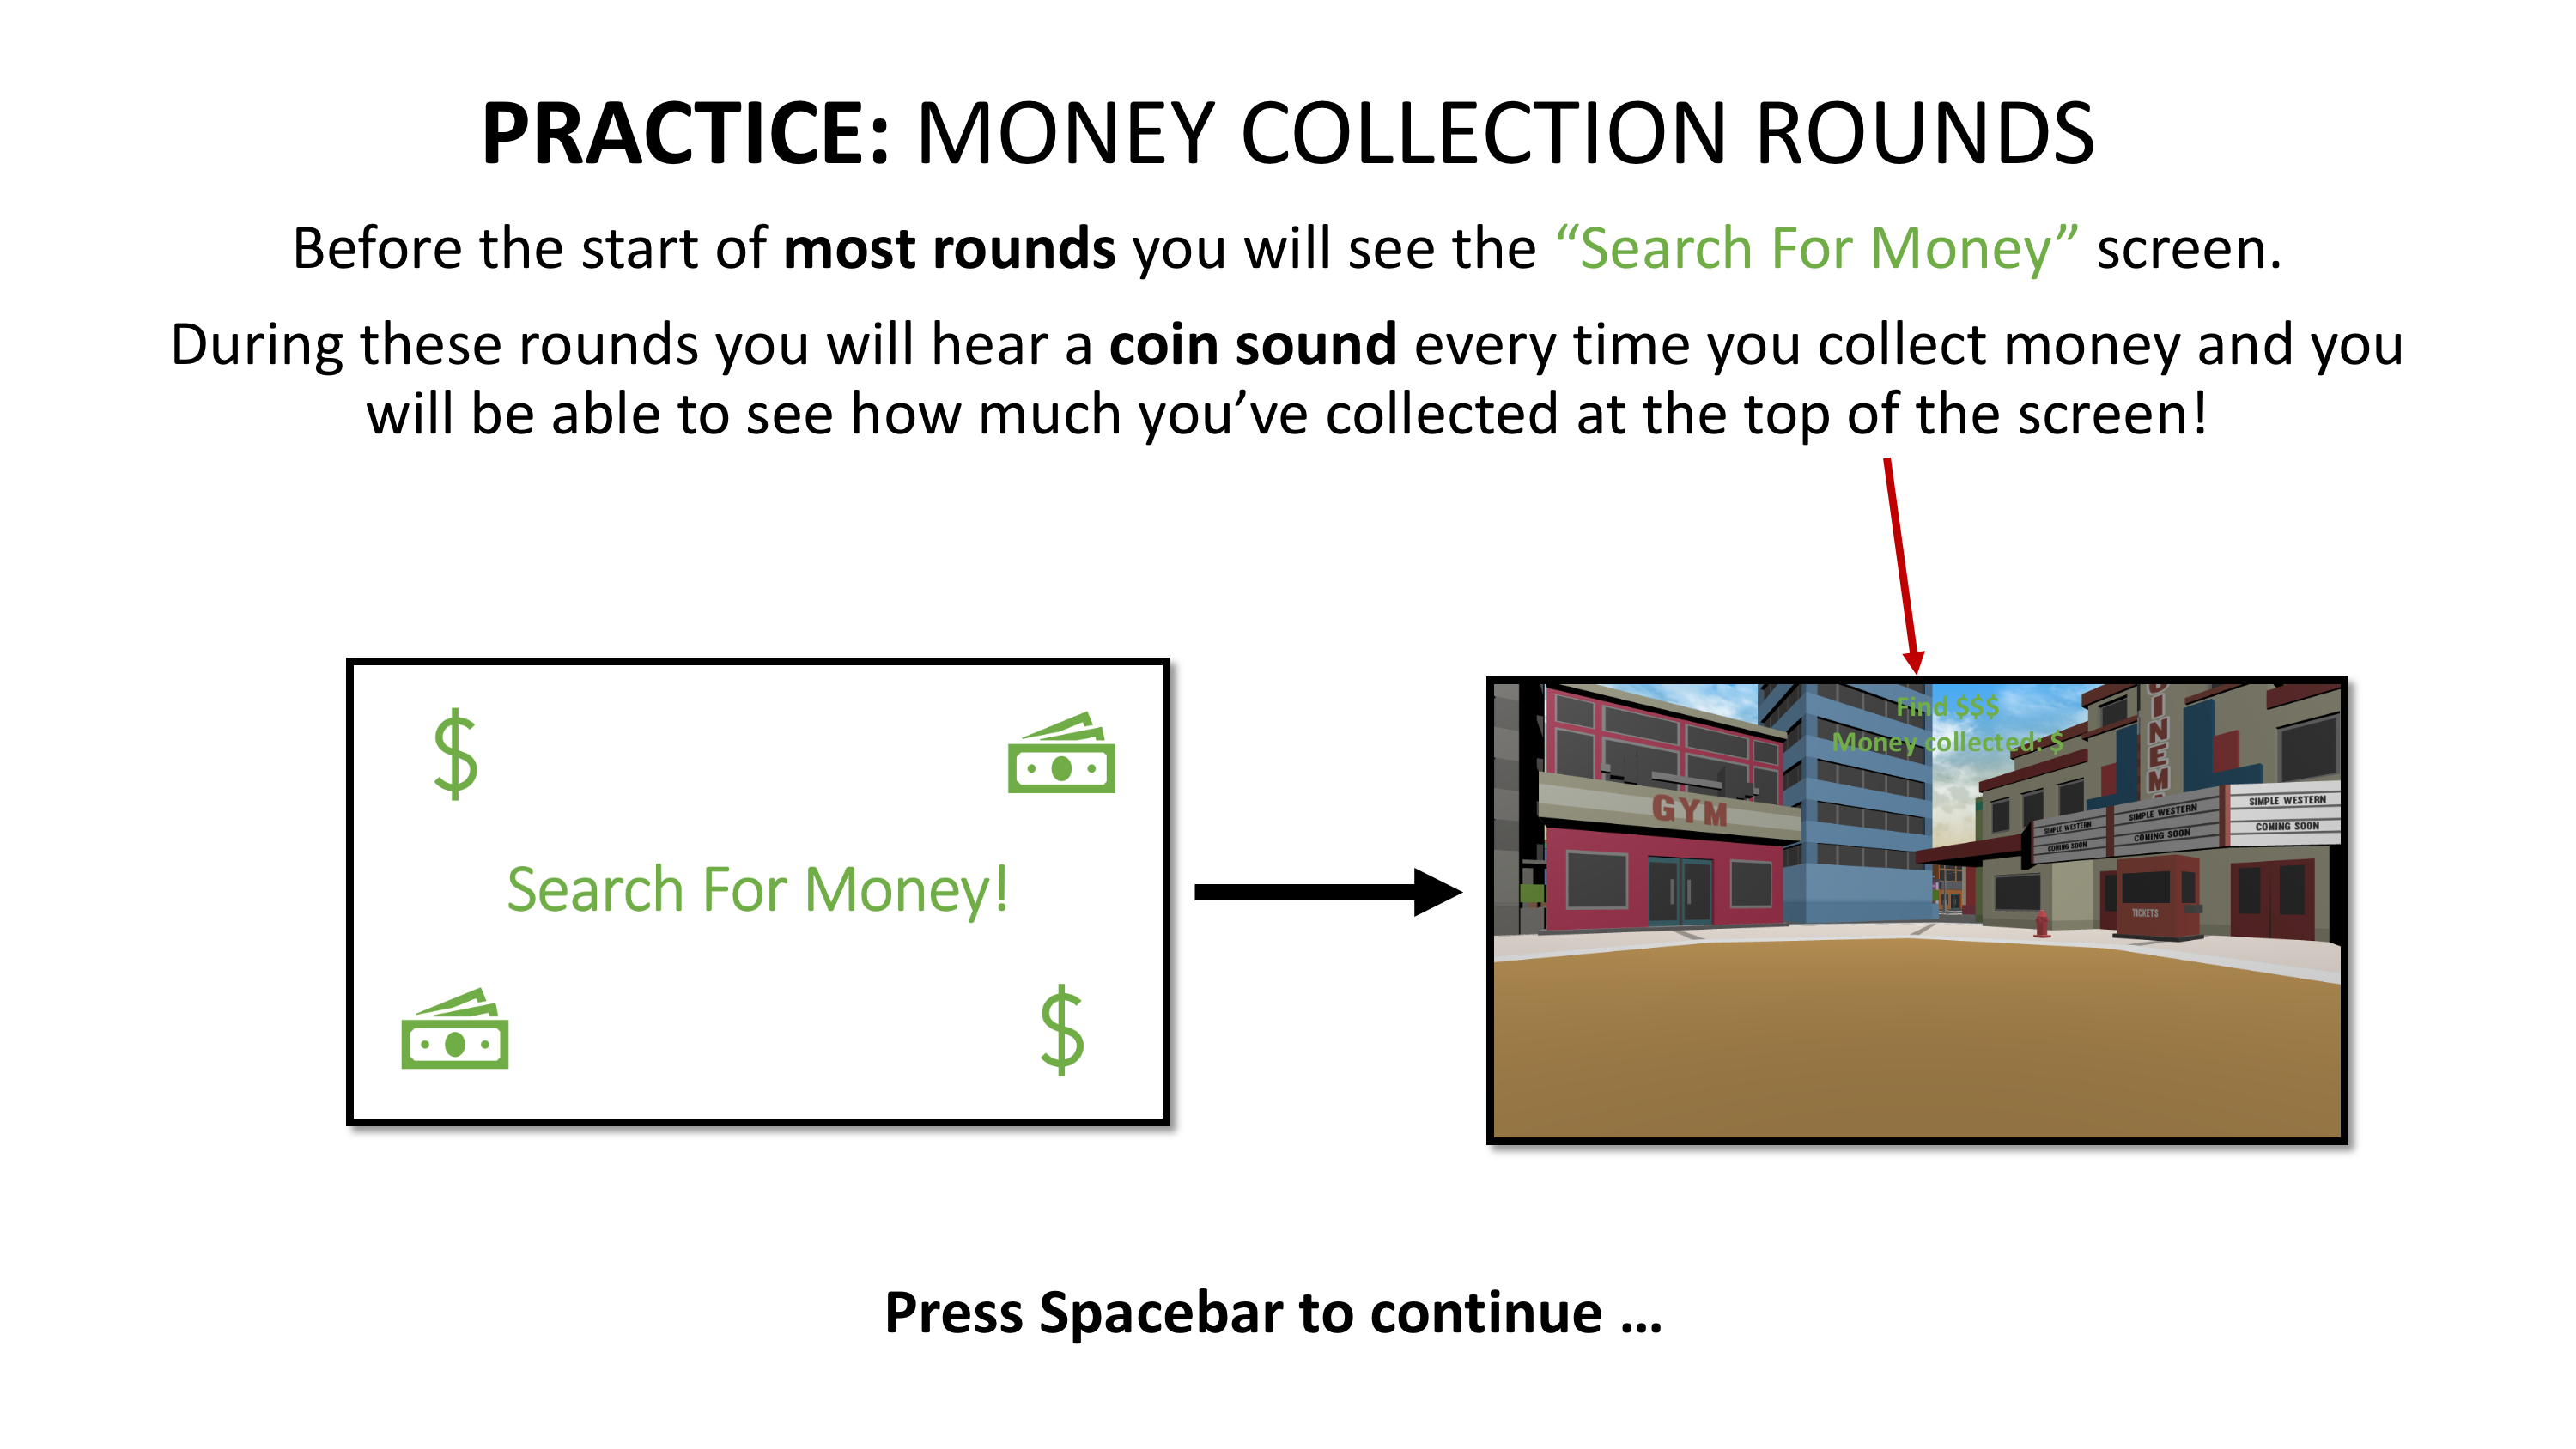 PRACTICE: MONEY COLLECTION ROUNDS
Before the start of most rounds you will see the “Search For Money” screen.
During these rounds you will hear a coin sound every time you collect money and you
will be able to see how much you’ve collected at the top of the screen!
$
Search For Money!
$
Find $$$
Money collected: $
GYM
CINEM
SIMPLE WESTERN
COMING SOON
SIMPLE WESTERN
COMING SOON
SIMPLE WESTERN
COMING SOON
TICKETS
Press Spacebar to continue …